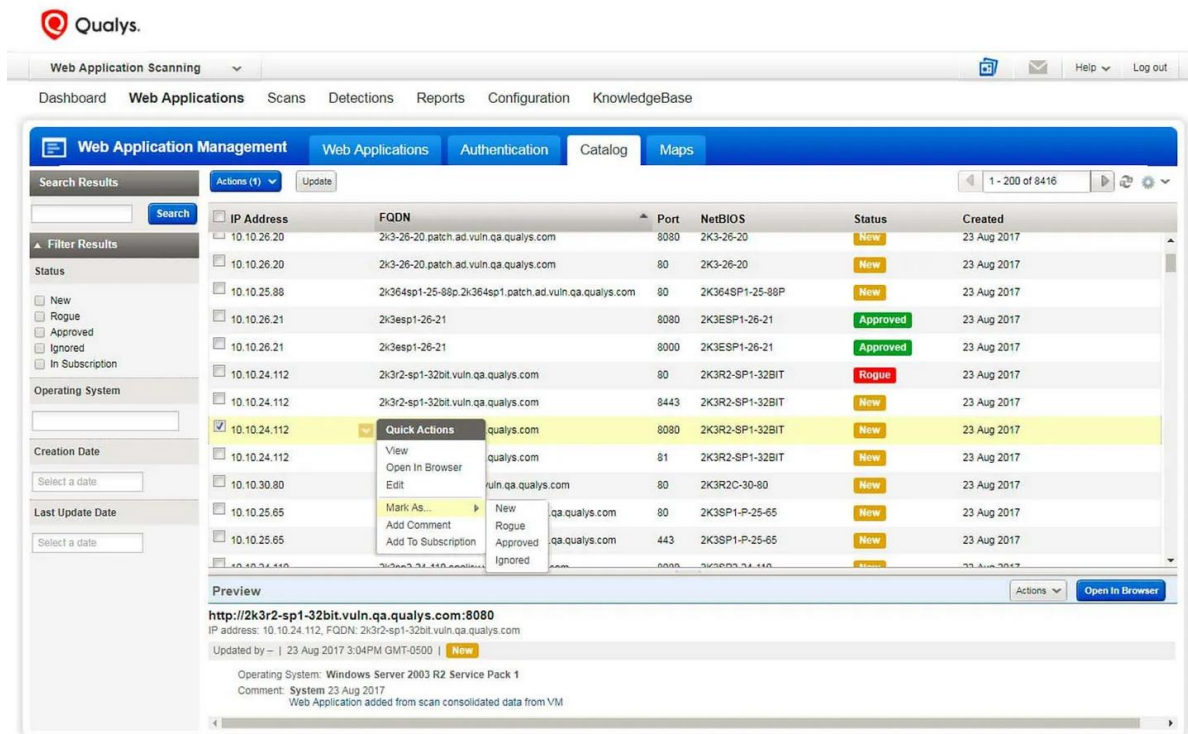 Qualys.
Web Application Scanning
Help Log out
Dashboard Web Applications Scans Detections Reports Configuration KnowledgeBase
Web Application Management Web Applications Authentication Catalog Maps
Search Results Actions (1) Update 1 - 200 of 8416
Search
IP Address FQDN Port NetBIOS Status Created
10.10.26.20 2k3-26-20.patch.ad.vuln.qa.qualys.com 8080 2K3-26-20 New 23 Aug 2017
Filter Results
10.10.26.20 2k3-26-20.patch.ad.vuln.qa.qualys.com 80 2K3-26-20 New 23 Aug 2017
Status
10.10.25.88 2k364sp1-25-88p.2k364sp1.patch.ad.vuln.qa.qualys.com 80 2K364SP1-25-88P New 23 Aug 2017
New
Rogue
10.10.26.21 2k3esp1-26-21 8080 2K3ESP1-26-21 Approved 23 Aug 2017
Approved
Ignored
10.10.26.21 2k3esp1-26-21 8000 2K3ESP1-26-21 Approved 23 Aug 2017
In Subscription
10.10.24.112 2k3r2-sp1-32bit.vuln.qa.qualys.com 80 2K3R2-SP1-32BIT Rogue 23 Aug 2017
Operating System
10.10.24.112 2k3r2-sp1-32bit.vuln.qa.qualys.com 8443 2K3R2-SP1-32BIT New 23 Aug 2017
10.10.24.112 Quick Actions qualys.com 8080 2K3R2-SP1-32BIT New 23 Aug 2017
Creation Date
View
10.10.24.112 qualys.com 81 2K3R2-SP1-32BIT New 23 Aug 2017
Open In Browser
Select a date
10.10.30.80 Edit vuln.qa.qualys.com 80 2K3R2C-30-80 New 23 Aug 2017
Last Update Date
10.10.25.65 Mark As... New .qa.qualys.com 80 2K3SP1-P-25-65 New 23 Aug 2017
Add Comment Rogue
Select a date
10.10.25.65 Add To Subscription Approved .qa.qualys.com 443 2K3SP1-P-25-65 New 23 Aug 2017
Ignored
Preview Actions Open In Browser
http://2k3r2-sp1-32bit.vuln.qa.qualys.com:8080
IP address: 10.10.24.112, FQDN: 2k3r2-sp1-32bit.vuln.qa.qualys.com
Updated by – | 23 Aug 2017 3:04PM GMT-0500 | New
Operating System: Windows Server 2003 R2 Service Pack 1
Comment: System 23 Aug 2017
Web Application added from scan consolidated data from VM